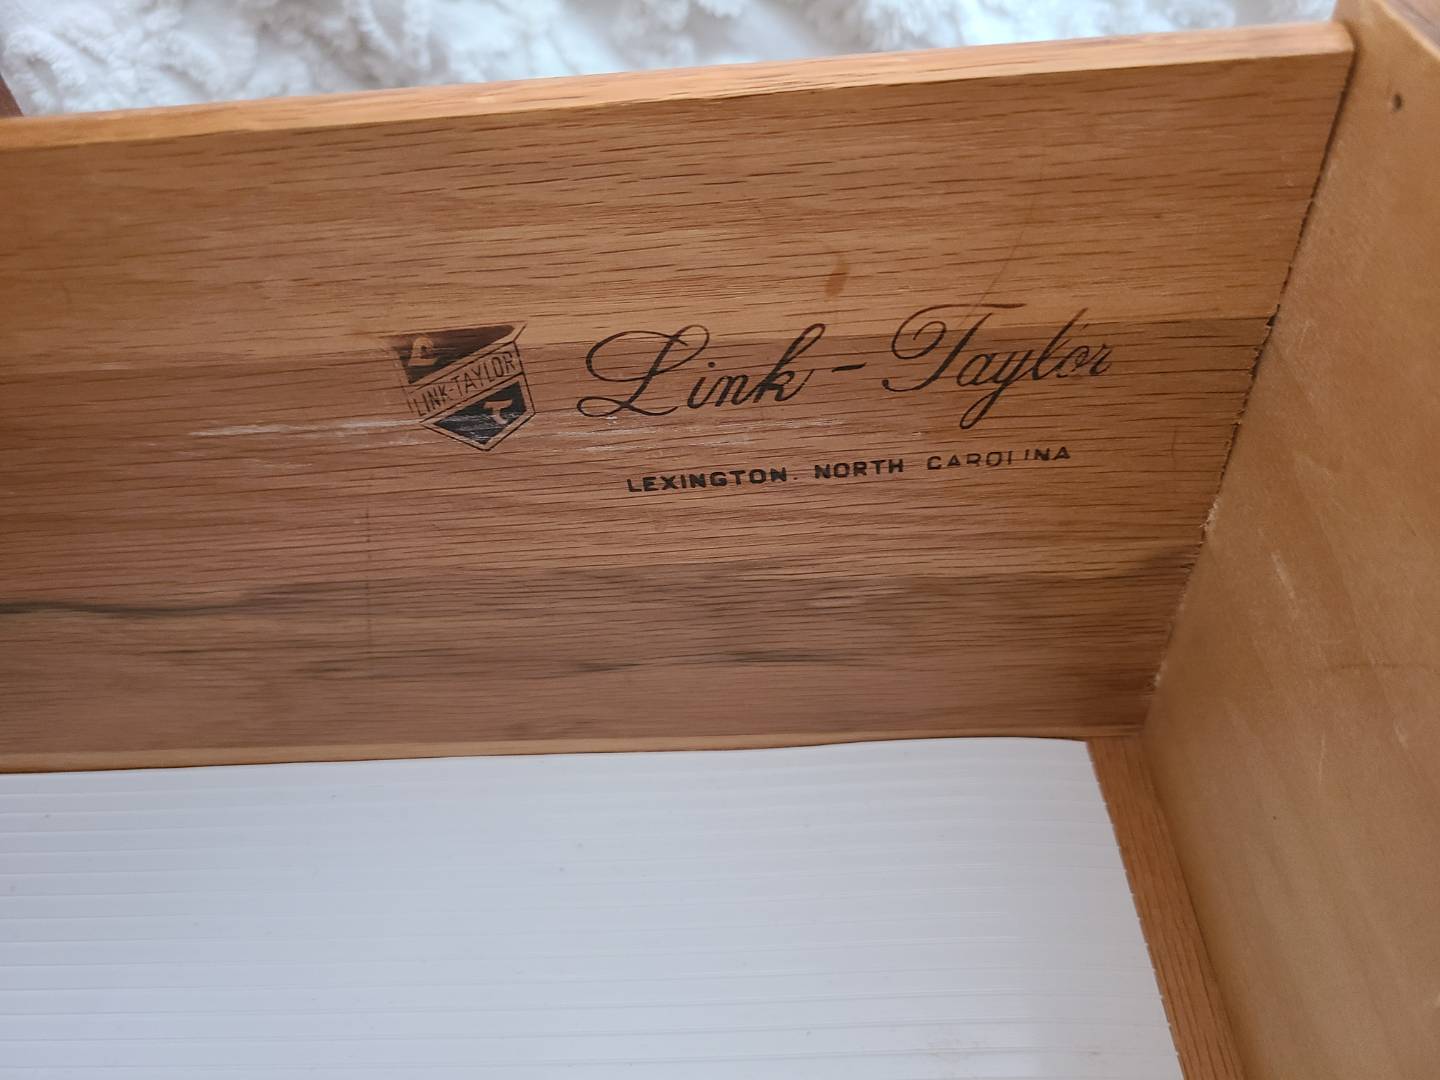 L
LINK-TAYLOR
T
Link-Taylor
LEXINGTON, NORTH CAROLINA